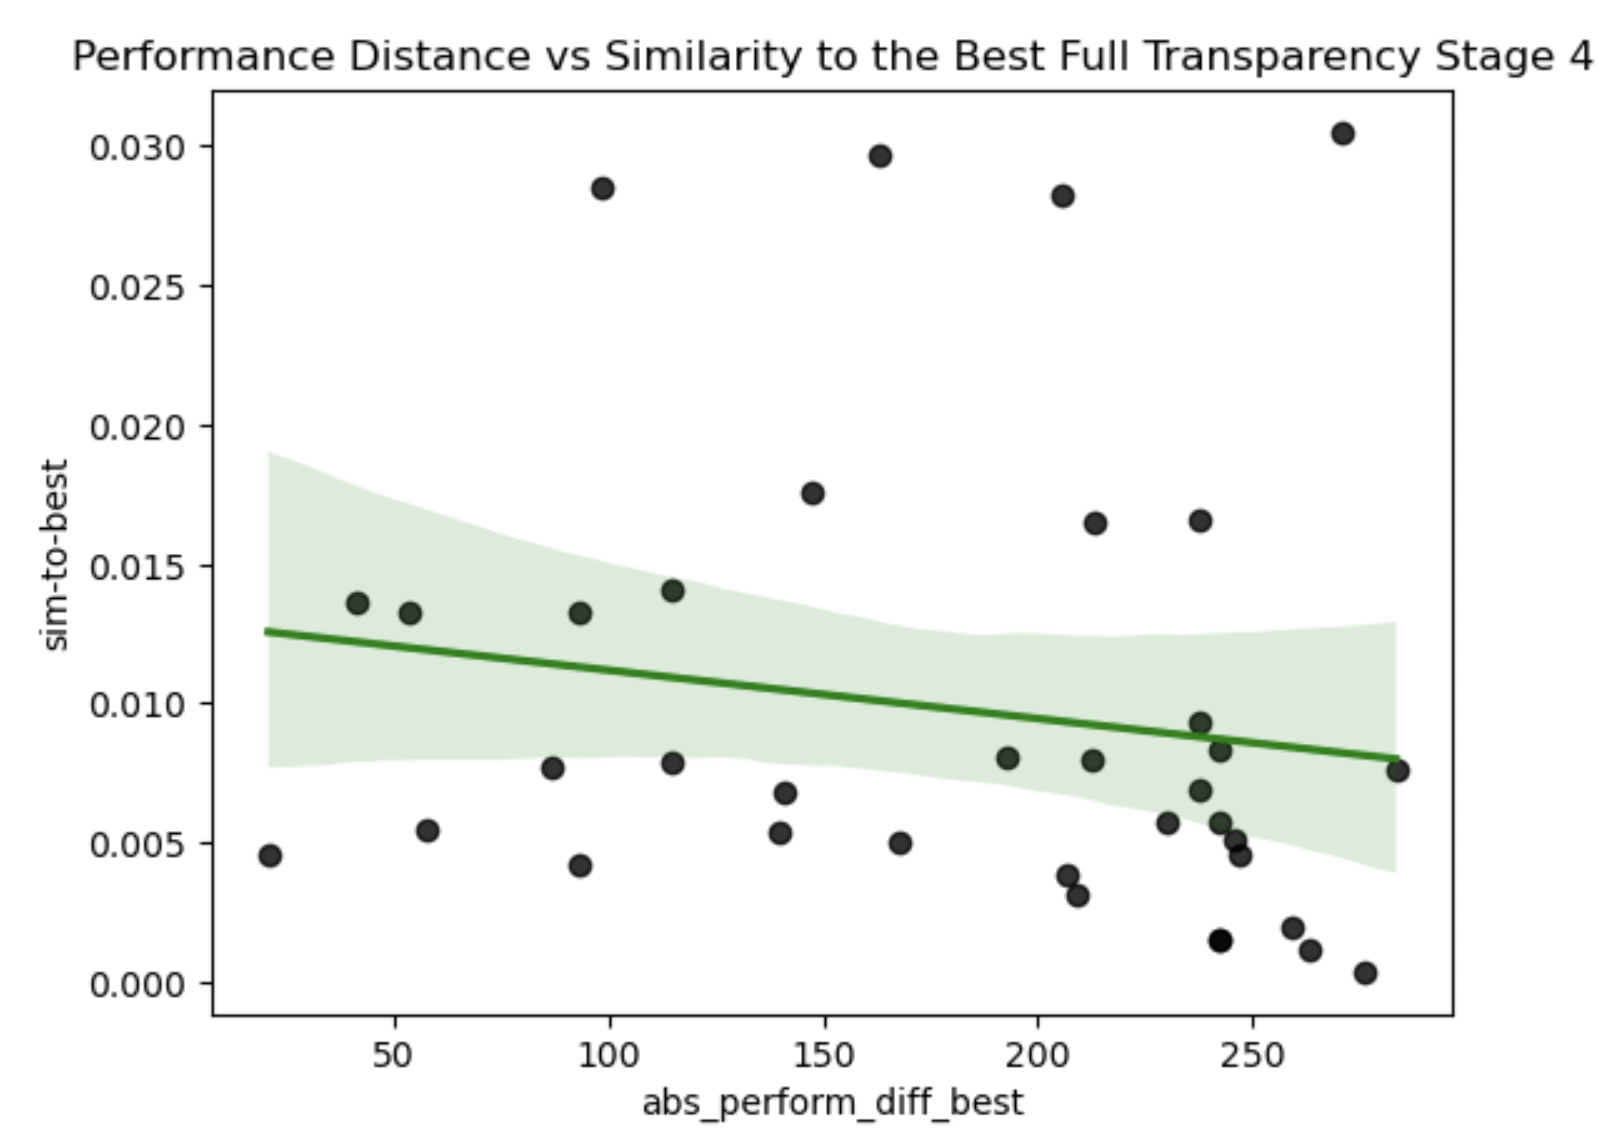 Performance Distance vs Similarity to the Best Full Transparency Stage 4
0.030
0.025
0.020
0.015
0.010
0.005
0.000
sim-to-best
50 100 150 200 250
abs_perform_diff_best